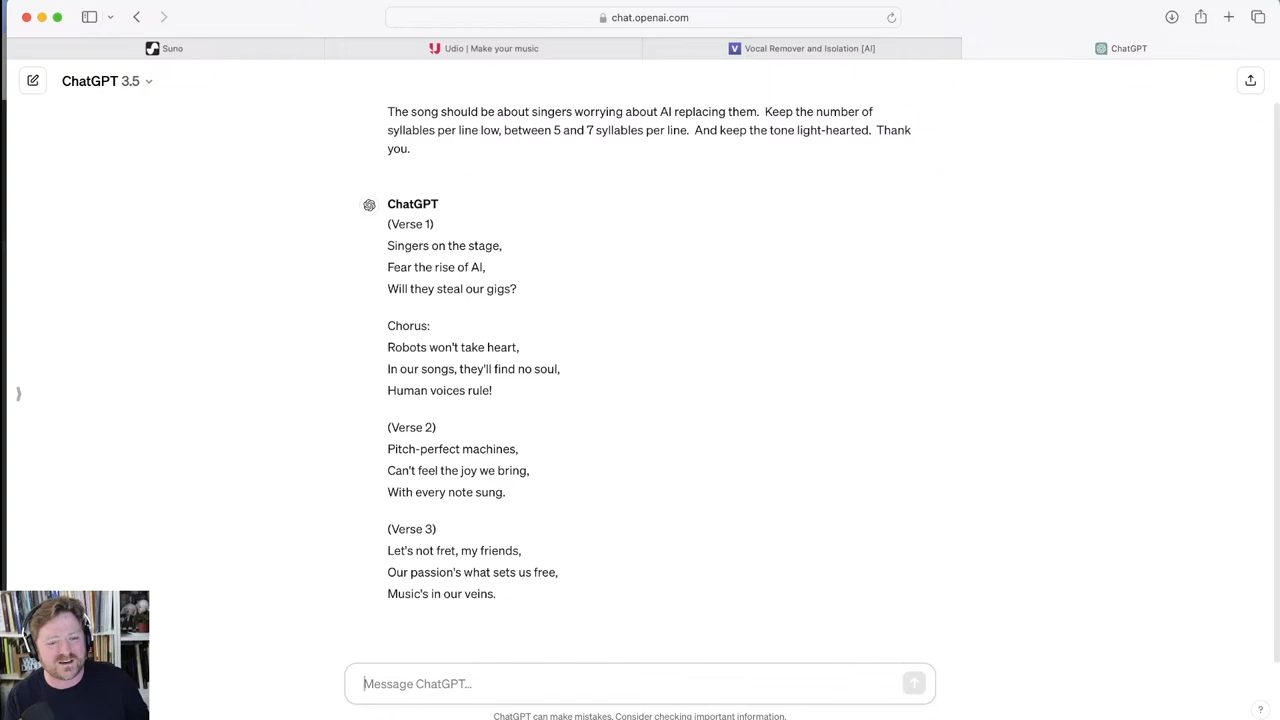 chat.openai.com
Suno
Udio | Make your music
Vocal Remover and Isolation [AI]
ChatGPT
ChatGPT 3.5
The song should be about singers worrying about AI replacing them. Keep the number of
syllables per line low, between 5 and 7 syllables per line. And keep the tone light-hearted. Thank
you.
ChatGPT
(Verse 1)
Singers on the stage,
Fear the rise of AI,
Will they steal our gigs?
Chorus:
Robots won't take heart,
In our songs, they'll find no soul,
Human voices rule!
(Verse 2)
Pitch-perfect machines,
Can't feel the joy we bring,
With every note sung.
(Verse 3)
Let's not fret, my friends,
Our passion's what sets us free,
Music's in our veins.
Message ChatGPT...
ChatGPT can make mistakes. Consider checking important information.
?